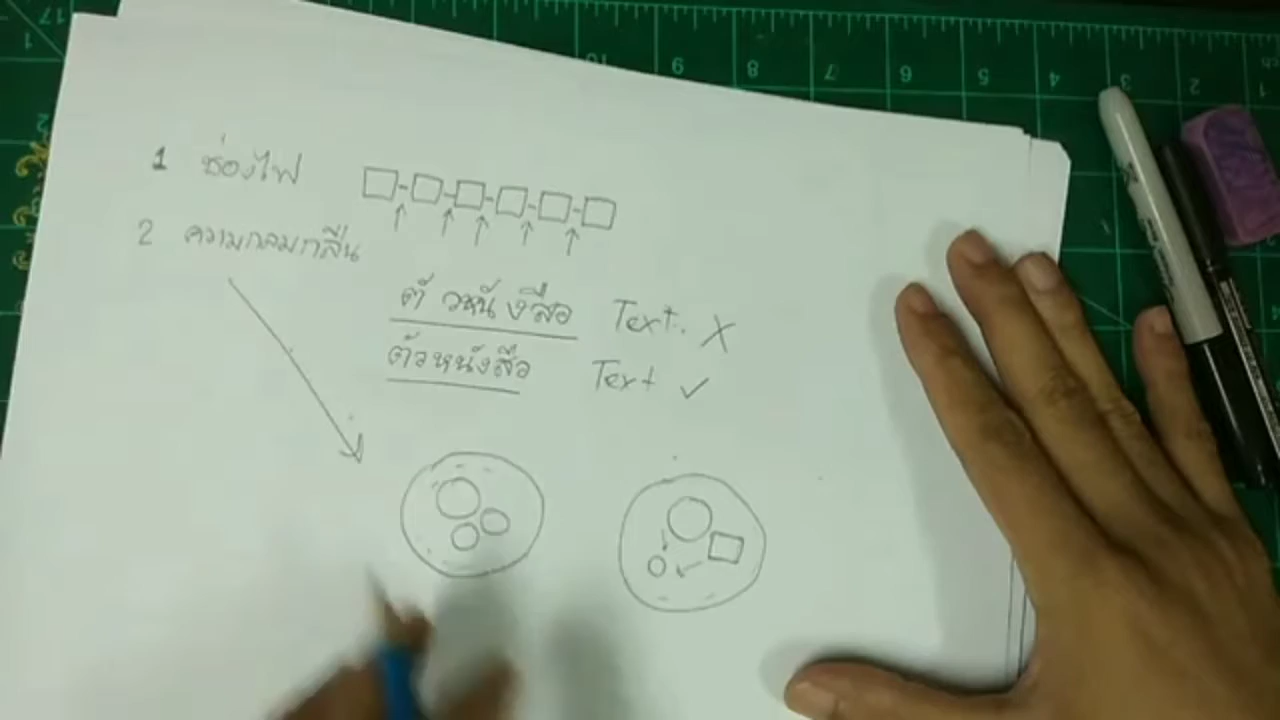 1 ช่องไฟ
2 ความกลมกลืน
ตั วหนั งสือ Text. X
ตัวหนังสือ Text ✓